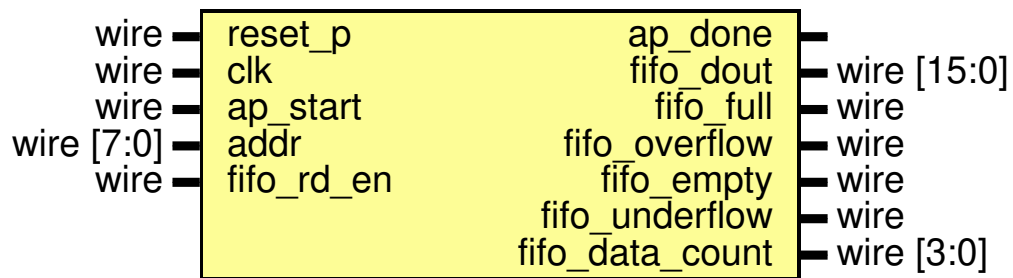 wire reset_p ap_done
wire clk fifo_dout wire [15:0]
wire ap_start fifo_full wire
wire [7:0] addr fifo_overflow wire
wire fifo_rd_en fifo_empty wire
fifo_underflow wire
fifo_data_count wire [3:0]